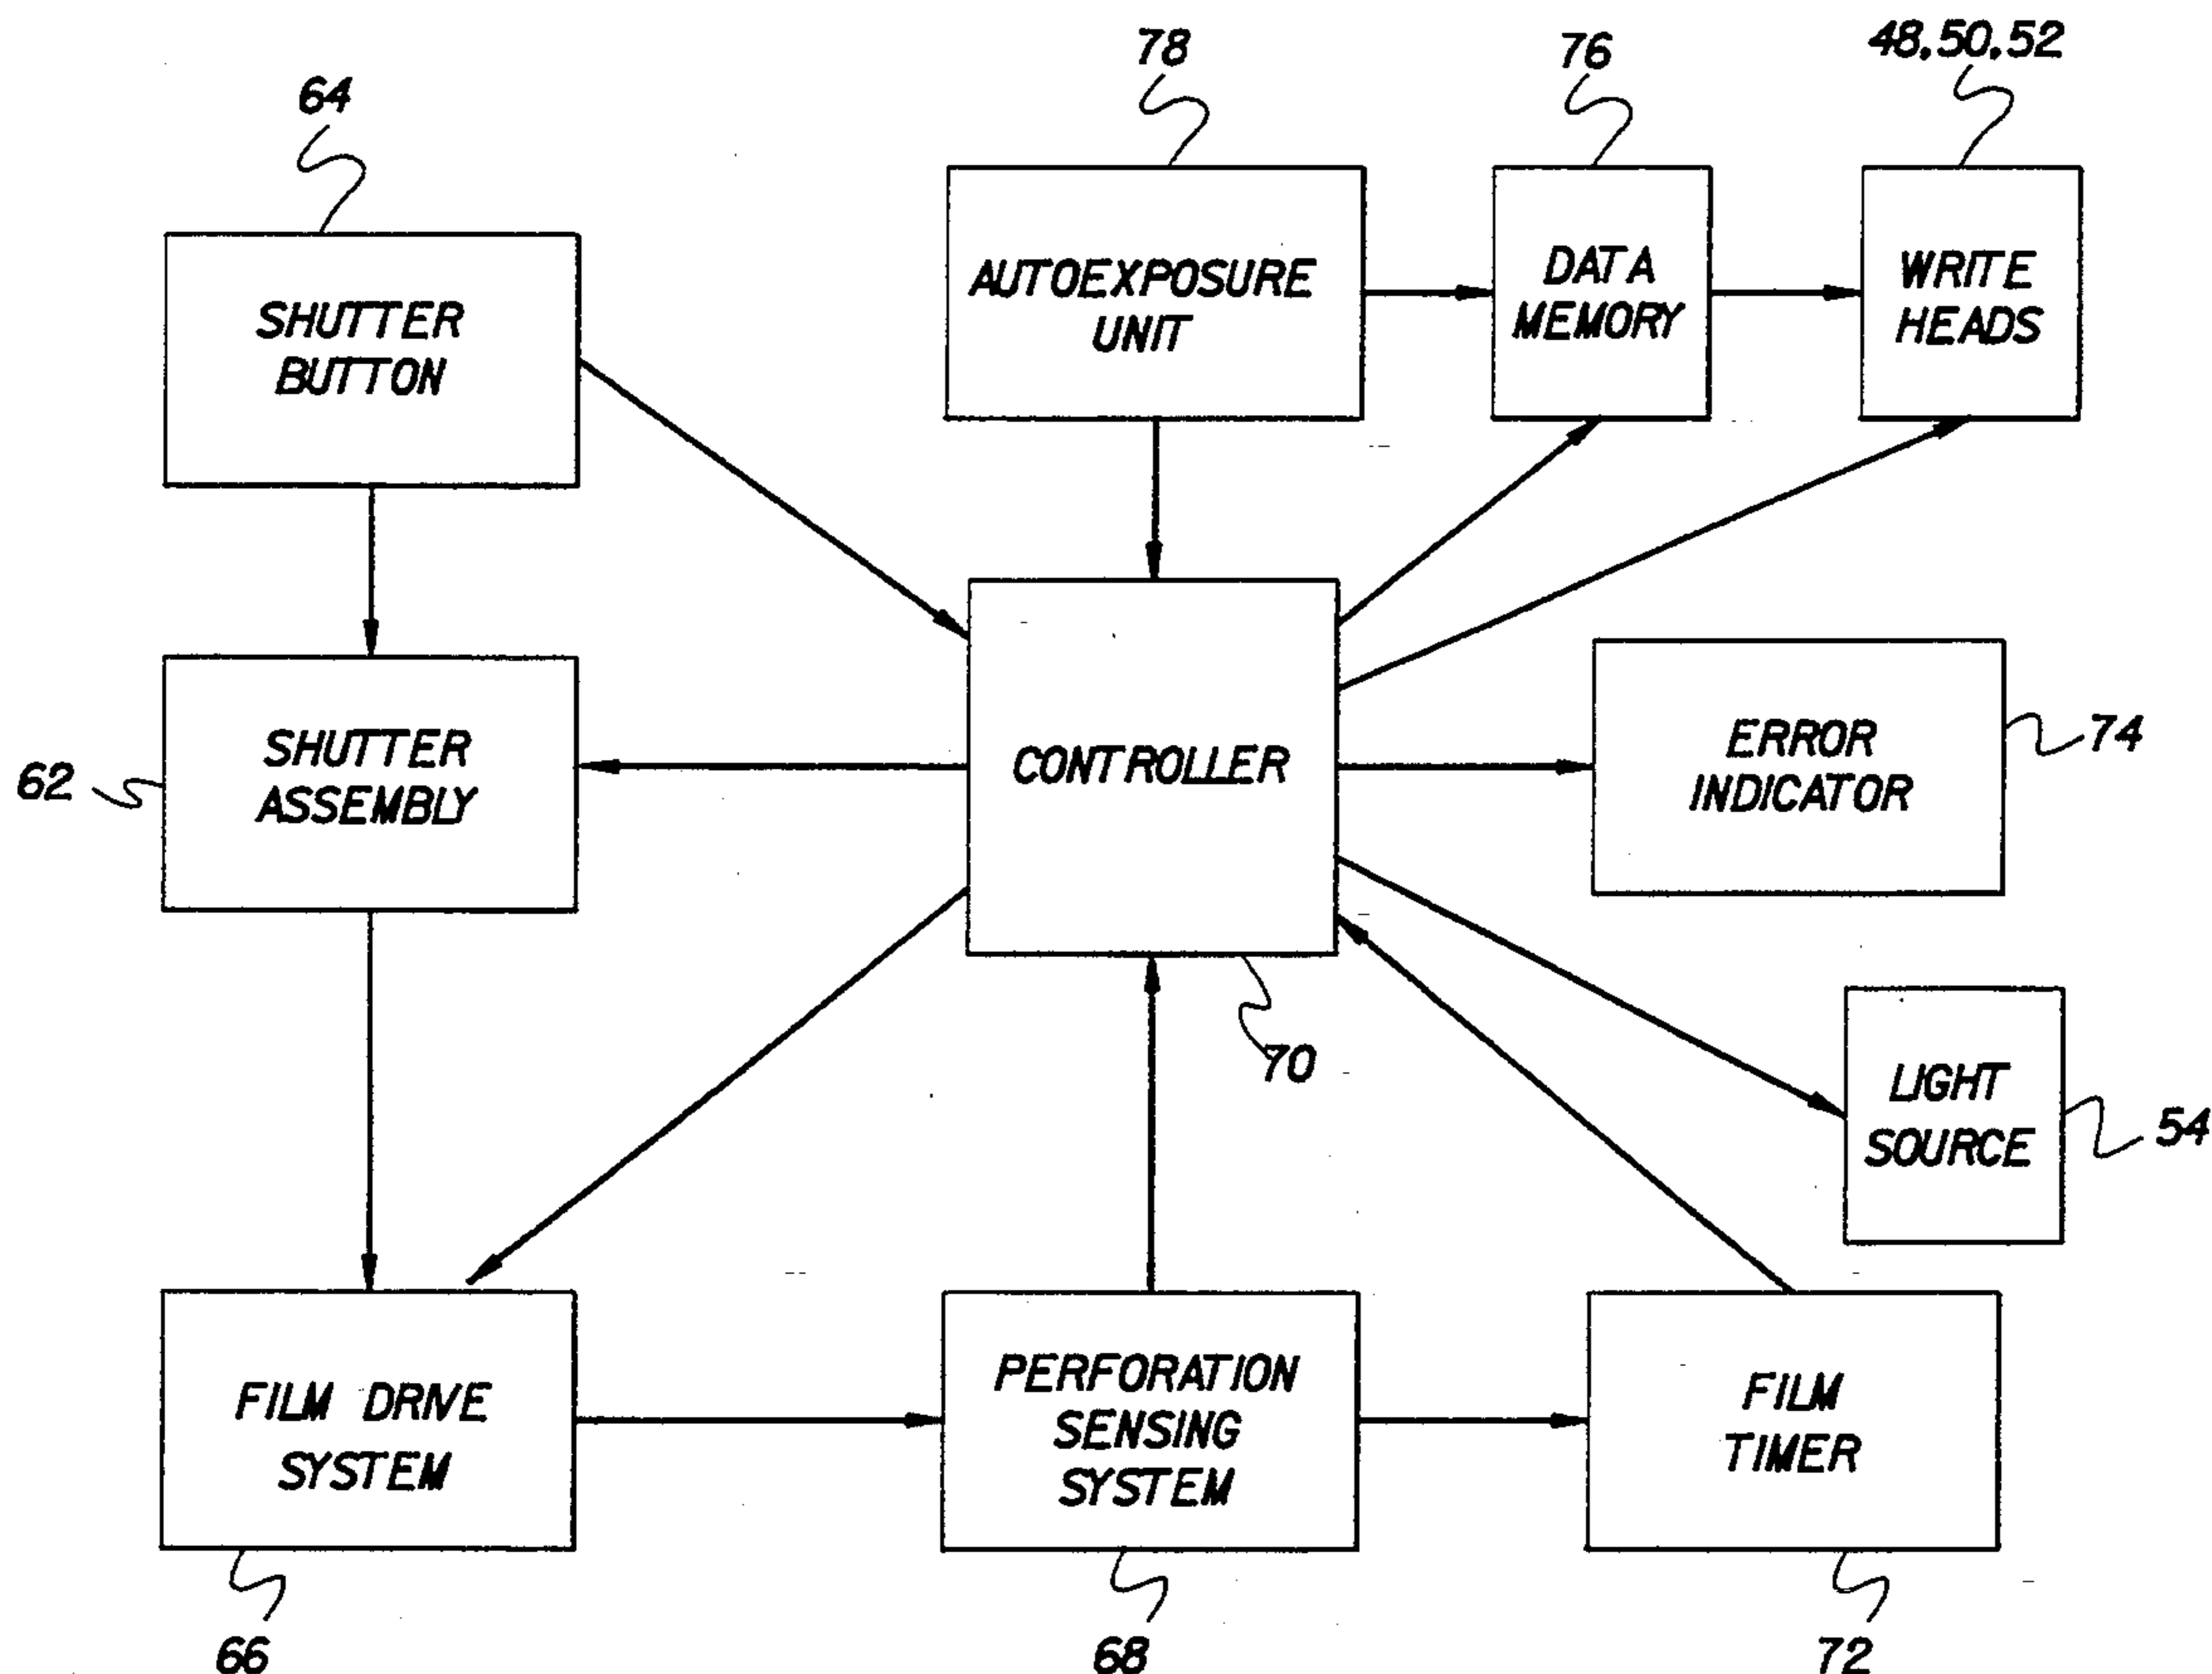 78
76
48,50,52
64
SHUTTER
BUTTON
AUTOEXPOSURE
UNIT
DATA
MEMORY
WRITE
HEADS
SHUTTER
ASSEMBLY
62
CONTROLLER
70
ERROR
INDICATOR
74
LIGHT
SOURCE
54
FILM DRIVE
SYSTEM
66
PERFORATION
SENSING
SYSTEM
68
FILM
TIMER
72